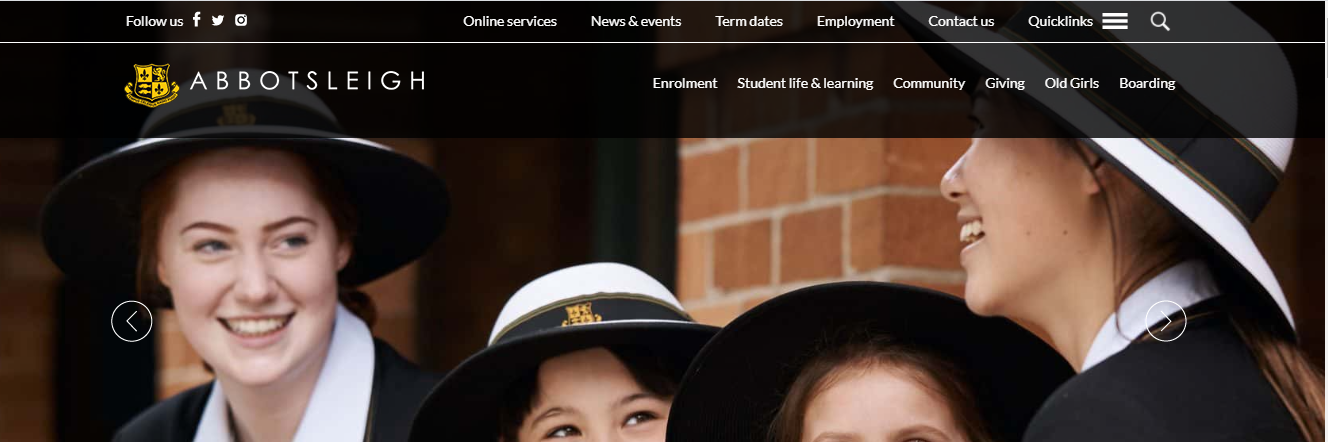 Follow us Online services News & events Term dates Employment Contact us Quicklinks
ABBOTSLEIGH
Enrolment Student life & learning Community Giving Old Girls Boarding